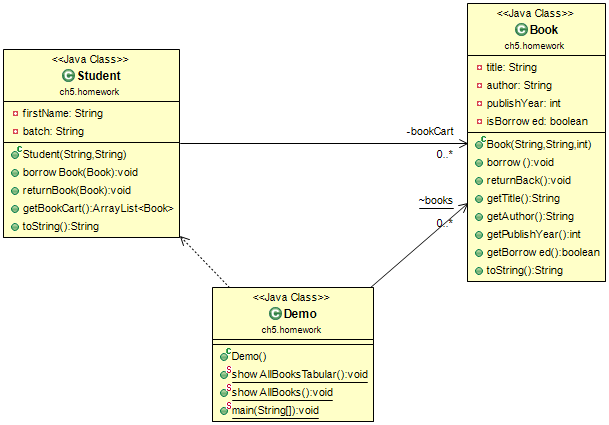 <<Java Class>>
Student
ch5.homework
firstName: String
batch: String
Student(String,String)
borrow Book(Book):void
returnBook(Book):void
getBookCart():ArrayList<Book>
toString():String
-bookCart
0..*
~books
0..*
<<Java Class>>
Book
ch5.homework
title: String
author: String
publishYear: int
isBorrow ed: boolean
Book(String,String,int)
borrow ():void
returnBack():void
getTitle():String
getAuthor():String
getPublishYear():int
getBorrow ed():boolean
toString():String
<<Java Class>>
Demo
ch5.homework
Demo()
show AllBooksTabular():void
show AllBooks():void
main(String[]):void